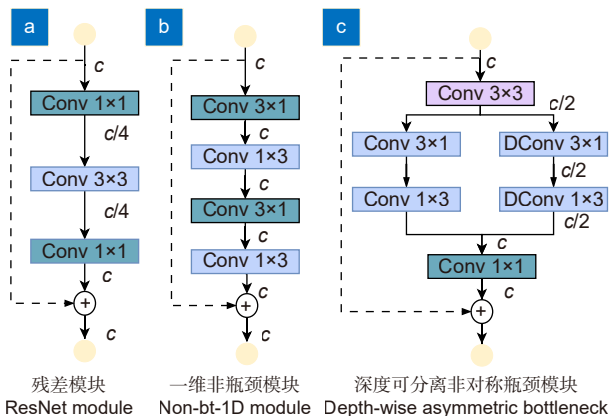 a
c
Conv 1×1
c/4
Conv 3×3
c/4
Conv 1×1
c
+
c
残差模块
ResNet module
b
c
Conv 3×1
c
Conv 1×3
c
Conv 3×1
c
Conv 1×3
c
+
c
一维非瓶颈模块
Non-bt-1D module
c
c
Conv 3×3
c/2
Conv 3×1
DConv 3×1
c/2
Conv 1×3
DConv 1×3
c/2
c
Conv 1×1
c
+
c
深度可分离非对称瓶颈模块
Depth-wise asymmetric bottleneck